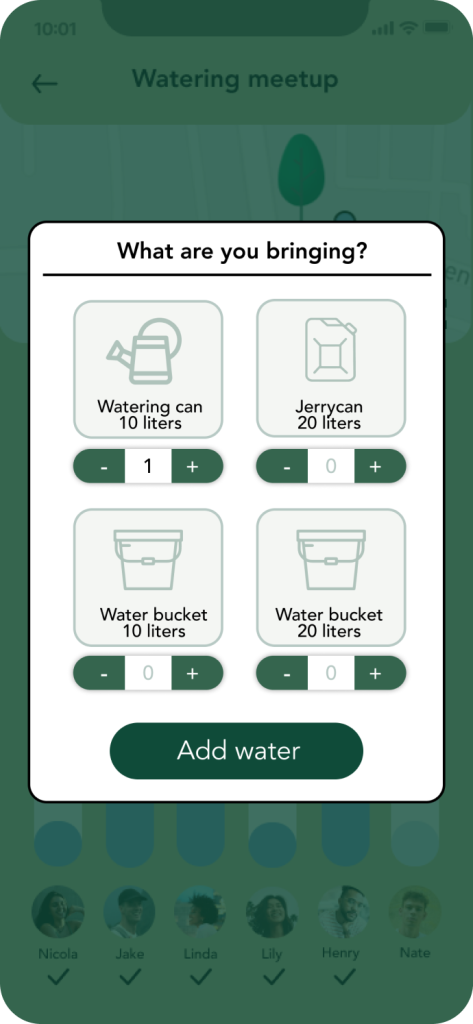 10:01
Watering meetup
What are you bringing?
Watering can
10 liters
Jerrycan
20 liters
- 1 +
- 0 +
Water bucket
10 liters
Water bucket
20 liters
- 0 +
- 0 +
Add water
Nicola Jake Linda Lily Henry Nate